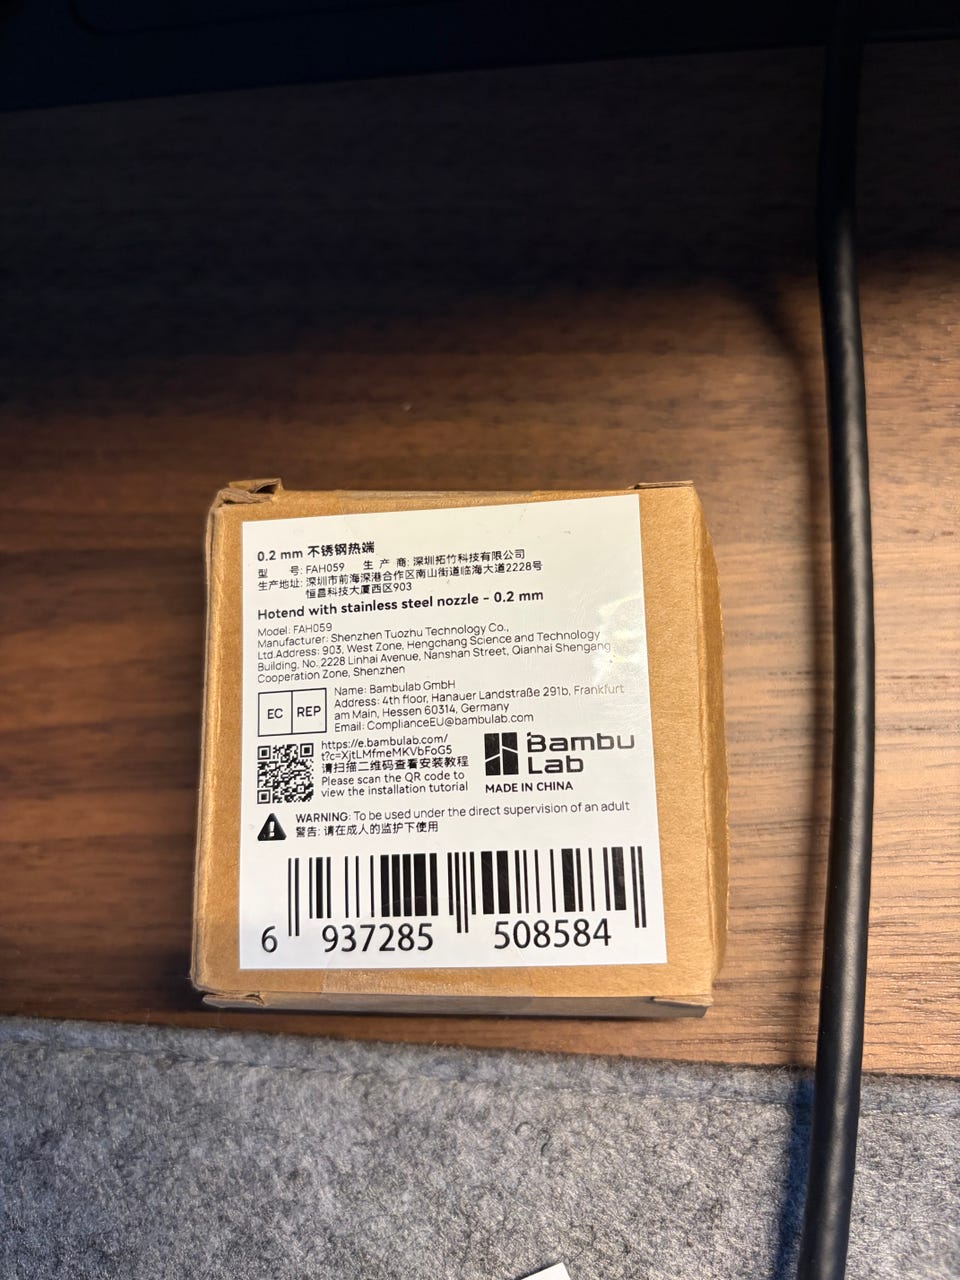 0.2 mm 不锈钢热端
型 号: FAH059 生 产 商: 深圳拓竹科技有限公司
生产地址: 深圳市前海深港合作区南山街道临海大道2228号
恒昌科技大厦西区903
Hotend with stainless steel nozzle - 0.2 mm
Model: FAH059
Manufacturer: Shenzhen Tuozhu Technology Co.,
Ltd.Address: 903, West Zone, Hengchang Science and Technology
Building, No. 2228 Linhai Avenue, Nanshan Street, Qianhai Shengang
Cooperation Zone, Shenzhen
EC REP
Name: Bambulab GmbH
Address: 4th floor, Hanauer Landstraße 291b, Frankfurt
am Main, Hessen 60314, Germany
Email: ComplianceEU@bambulab.com
https://e.bambulab.com/
t?c=XjtLMfmeMKVbFoG5
请扫描二维码查看安装教程
Please scan the QR code to
view the installation tutorial
Bambu
Lab
MADE IN CHINA
WARNING: To be used under the direct supervision of an adult
警告: 请在成人的监护下使用
6 937285 508584